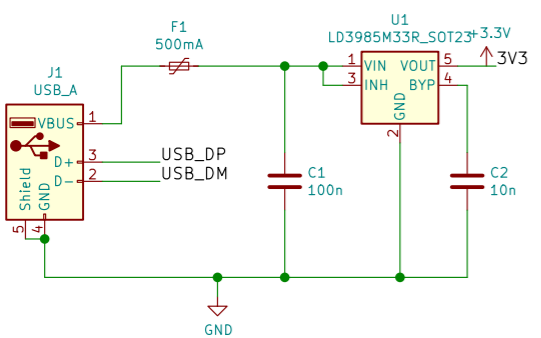 F1
500mA
U1
LD3985M33R_SOT23
+3.3V
3V3
1
VIN
VOUT
5
3
INH
BYP
4
GND
2
J1
USB_A
VBUS
1
D+
3
USB_DP
D-
2
USB_DM
Shield
GND
5
4
C1
100n
C2
10n
GND